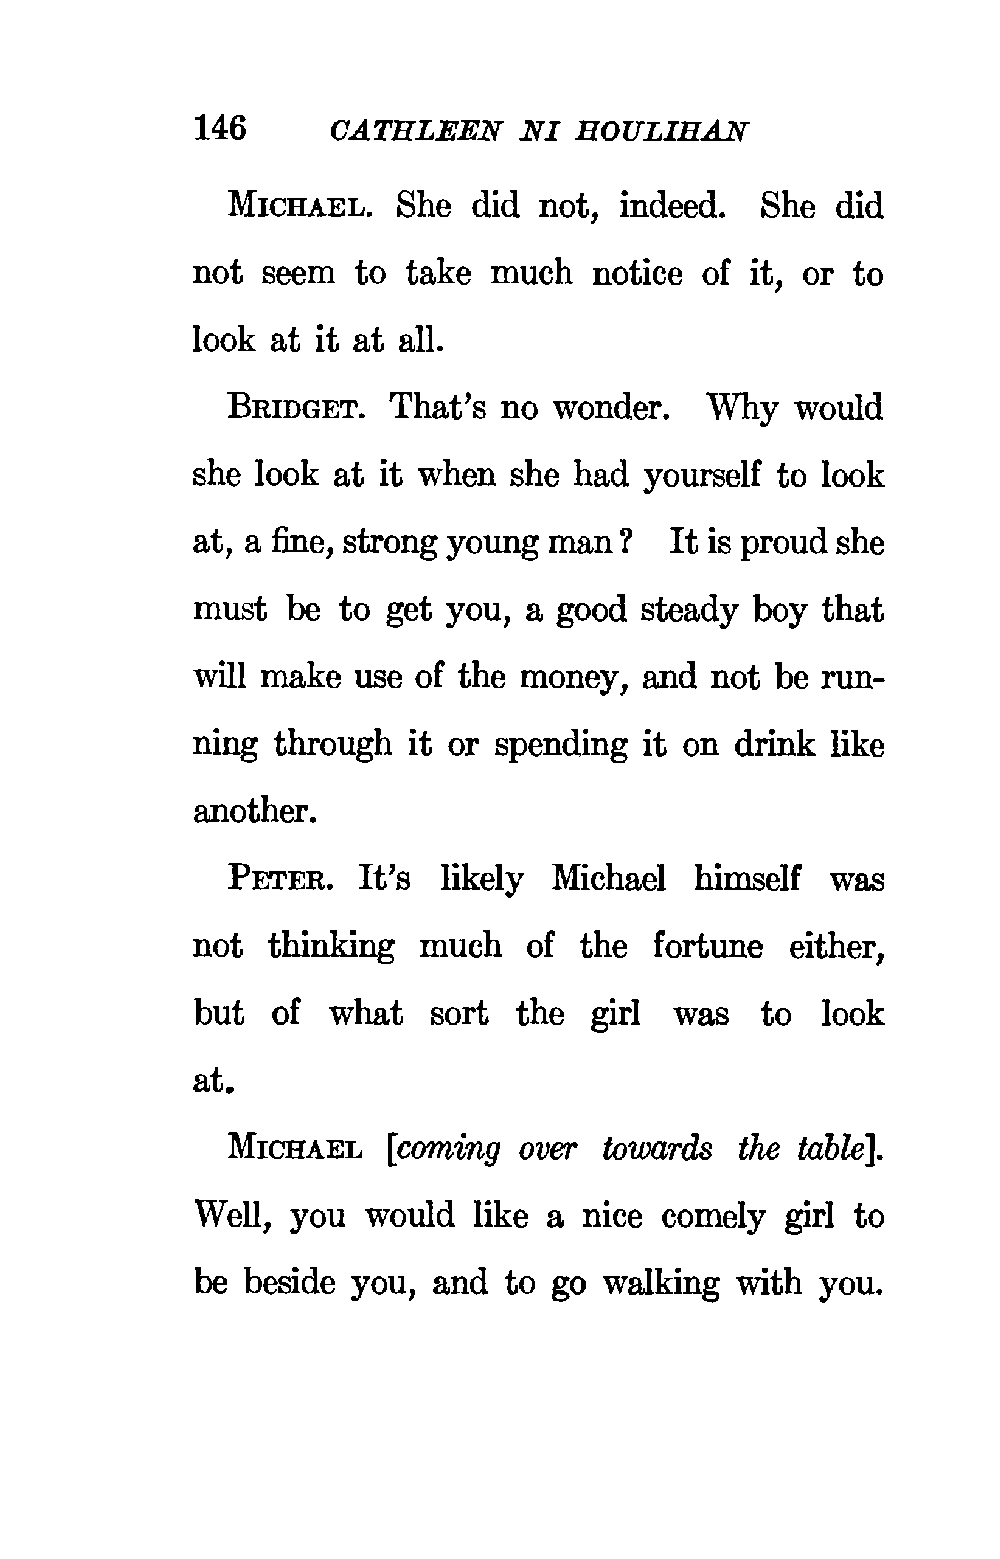 146 CATHLEEN NI HOULIHAN
MICHAEL. She did not, indeed. She did
not seem to take much notice of it, or to
look at it at all.
BRIDGET. That's no wonder. Why would
she look at it when she had yourself to look
at, a fine, strong young man? It is proud she
must be to get you, a good steady boy that
will make use of the money, and not be run-
ning through it or spending it on drink like
another.
PETER. It's likely Michael himself was
not thinking much of the fortune either,
but of what sort the girl was to look
at.
MICHAEL [coming over towards the table].
Well, you would like a nice comely girl to
be beside you, and to go walking with you.